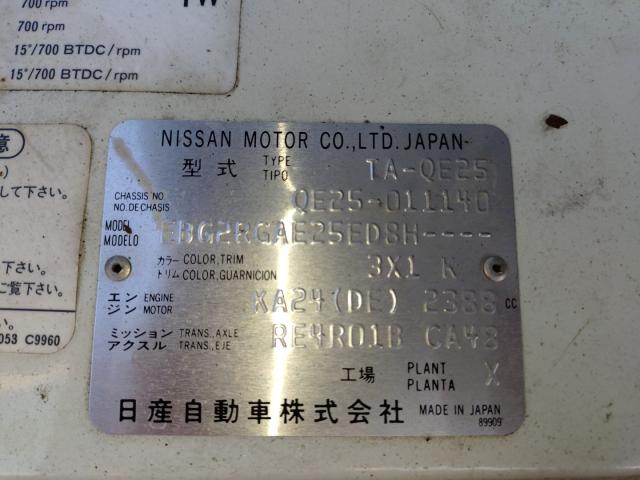 700 rpm
700 rpm
15°/700 BTDC/rpm
15°/700 BTDC/rpm
意
して下さい。
下さい。
ご覧下さい。
い。
053 C9960
NISSAN MOTOR CO.,LTD.JAPAN
型式 TYPE TIPO TA-QE25
CHASSIS NO NO.DE CHASIS QE25-011140
MODEL MODELO EBG2RGAE25ED8H----
カラー COLOR,TRIM トリム COLOR,GUARNICION 3X1 K
エンジン ENGINE MOTOR KA24(DE) 2388 CC
ミッション TRANS.,AXLE アクスル TRANS.,EJE RE4R01B CA48
工場 PLANT PLANTA X
日産自動車株式会社 MADE IN JAPAN
89909